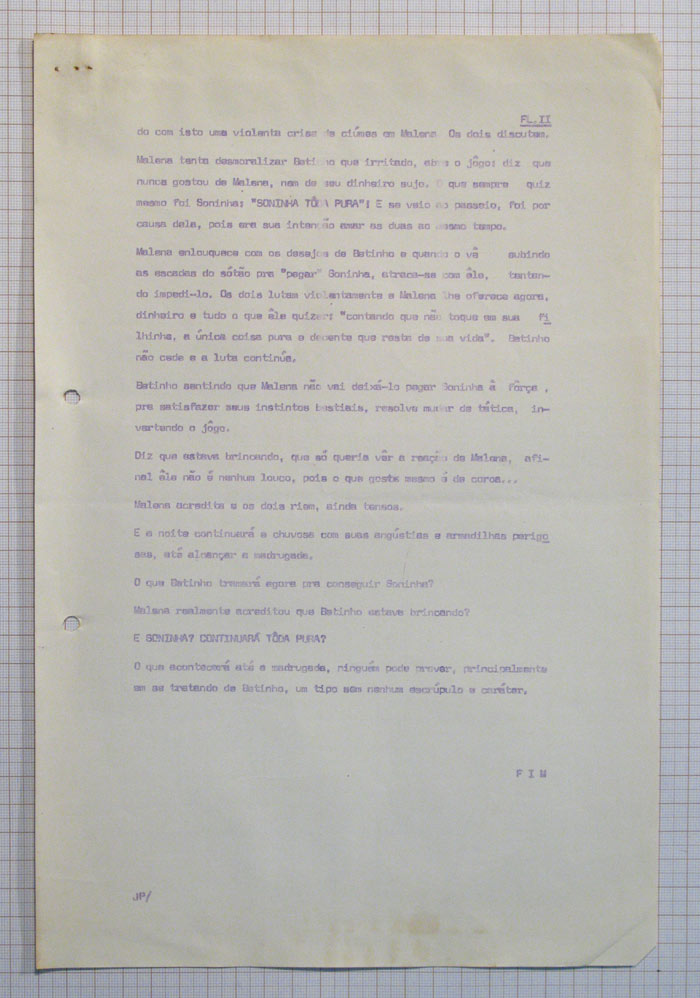 FL.II
do com isto uma violenta crise de ciúmes em Malena. Os dois discutem.
Malena tenta desmoralizar Betinho que irritado, abre o jôgo: diz que
nunca gostou de Malena, nem de seu dinheiro sujo. O que sempre quiz
mesmo foi Soninha: "SONINHA TÔDA PURA"! E se veio ao passeio, foi por
causa dela, pois era sua intenção amar as duas ao mesmo tempo.
Malena enlouquece com os desejos de Betinho e quando o vê subindo
as escadas do sótão pra "pegar" Soninha, atraca-se com êle, tentan-
do impedi-lo. Os dois lutam violentamente e Malena lhe oferece agora,
dinheiro e tudo o que êle quizer: "contando que não toque em sua fi
lhinha, a única coisa pura e decente que resta de sua vida". Betinho
não cede e a luta continúa.
Betinho sentindo que Malena não vai deixá-lo pegar Soninha â fôrça ,
pra satisfazer seus instintos bestiais, resolve mudar de tática, in-
vertendo o jôgo.
Diz que estava brincando, que só queria vêr a reação de Malena, afi-
nal êle não é nenhum louco, pois o que gosta mesmo é de coroa...
Malena acredita e os dois riem, ainda tensos.
E a noite continuará a chuvosa com suas angústias e armadilhas perigo
sas, até alcançar a madrugada.
O que Betinho tramará agora pra conseguir Soninha?
Malena realmente acreditou que Betinho estava brincando?
E SONINHA? CONTINUARÁ TÔDA PURA?
O que acontecerá até a madrugada, ninguém pode prever, principalmente
em se tratando de Betinho, um tipo sem nenhum escrúpulo e caráter.
F I M
JP/